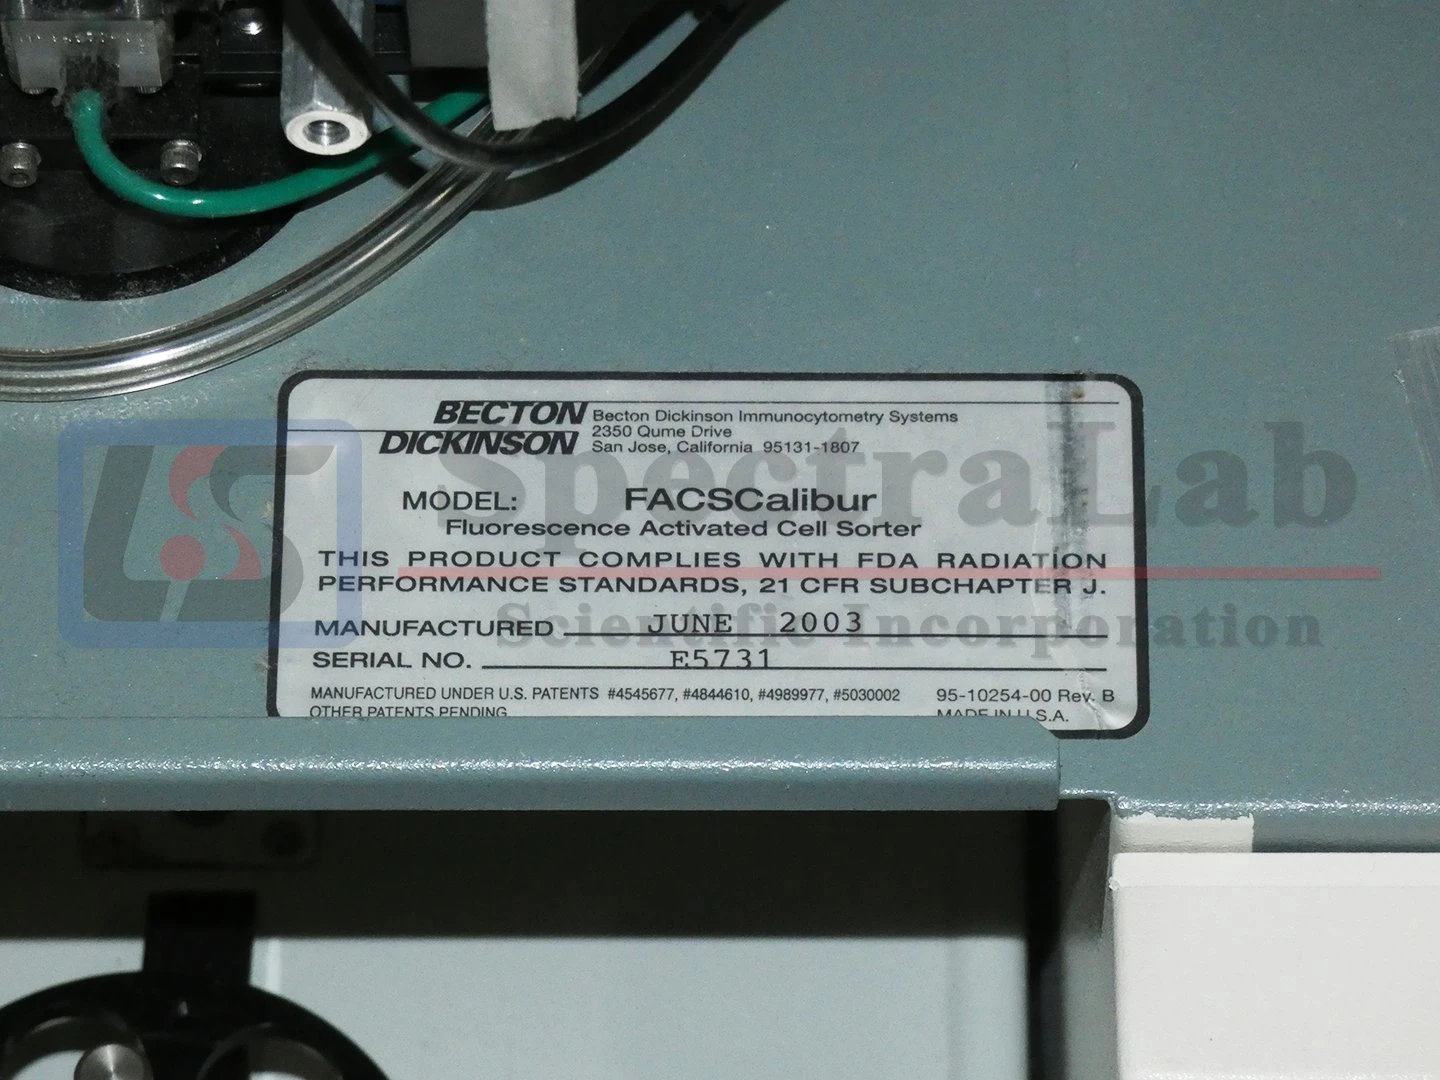 BECTON
DICKINSON
Becton Dickinson Immunocytometry Systems
2350 Qume Drive
San Jose, California 95131-1807
MODEL: FACSCalibur
Fluorescence Activated Cell Sorter
THIS PRODUCT COMPLIES WITH FDA RADIATION
PERFORMANCE STANDARDS, 21 CFR SUBCHAPTER J.
MANUFACTURED JUNE 2003
SERIAL NO. E5731
MANUFACTURED UNDER U.S. PATENTS #4545677, #4844610, #4989977, #5030002
OTHER PATENTS PENDING
95-10254-00 Rev. B
MADE IN U.S.A.
LS
SpectraLab
Scientific Incorporation